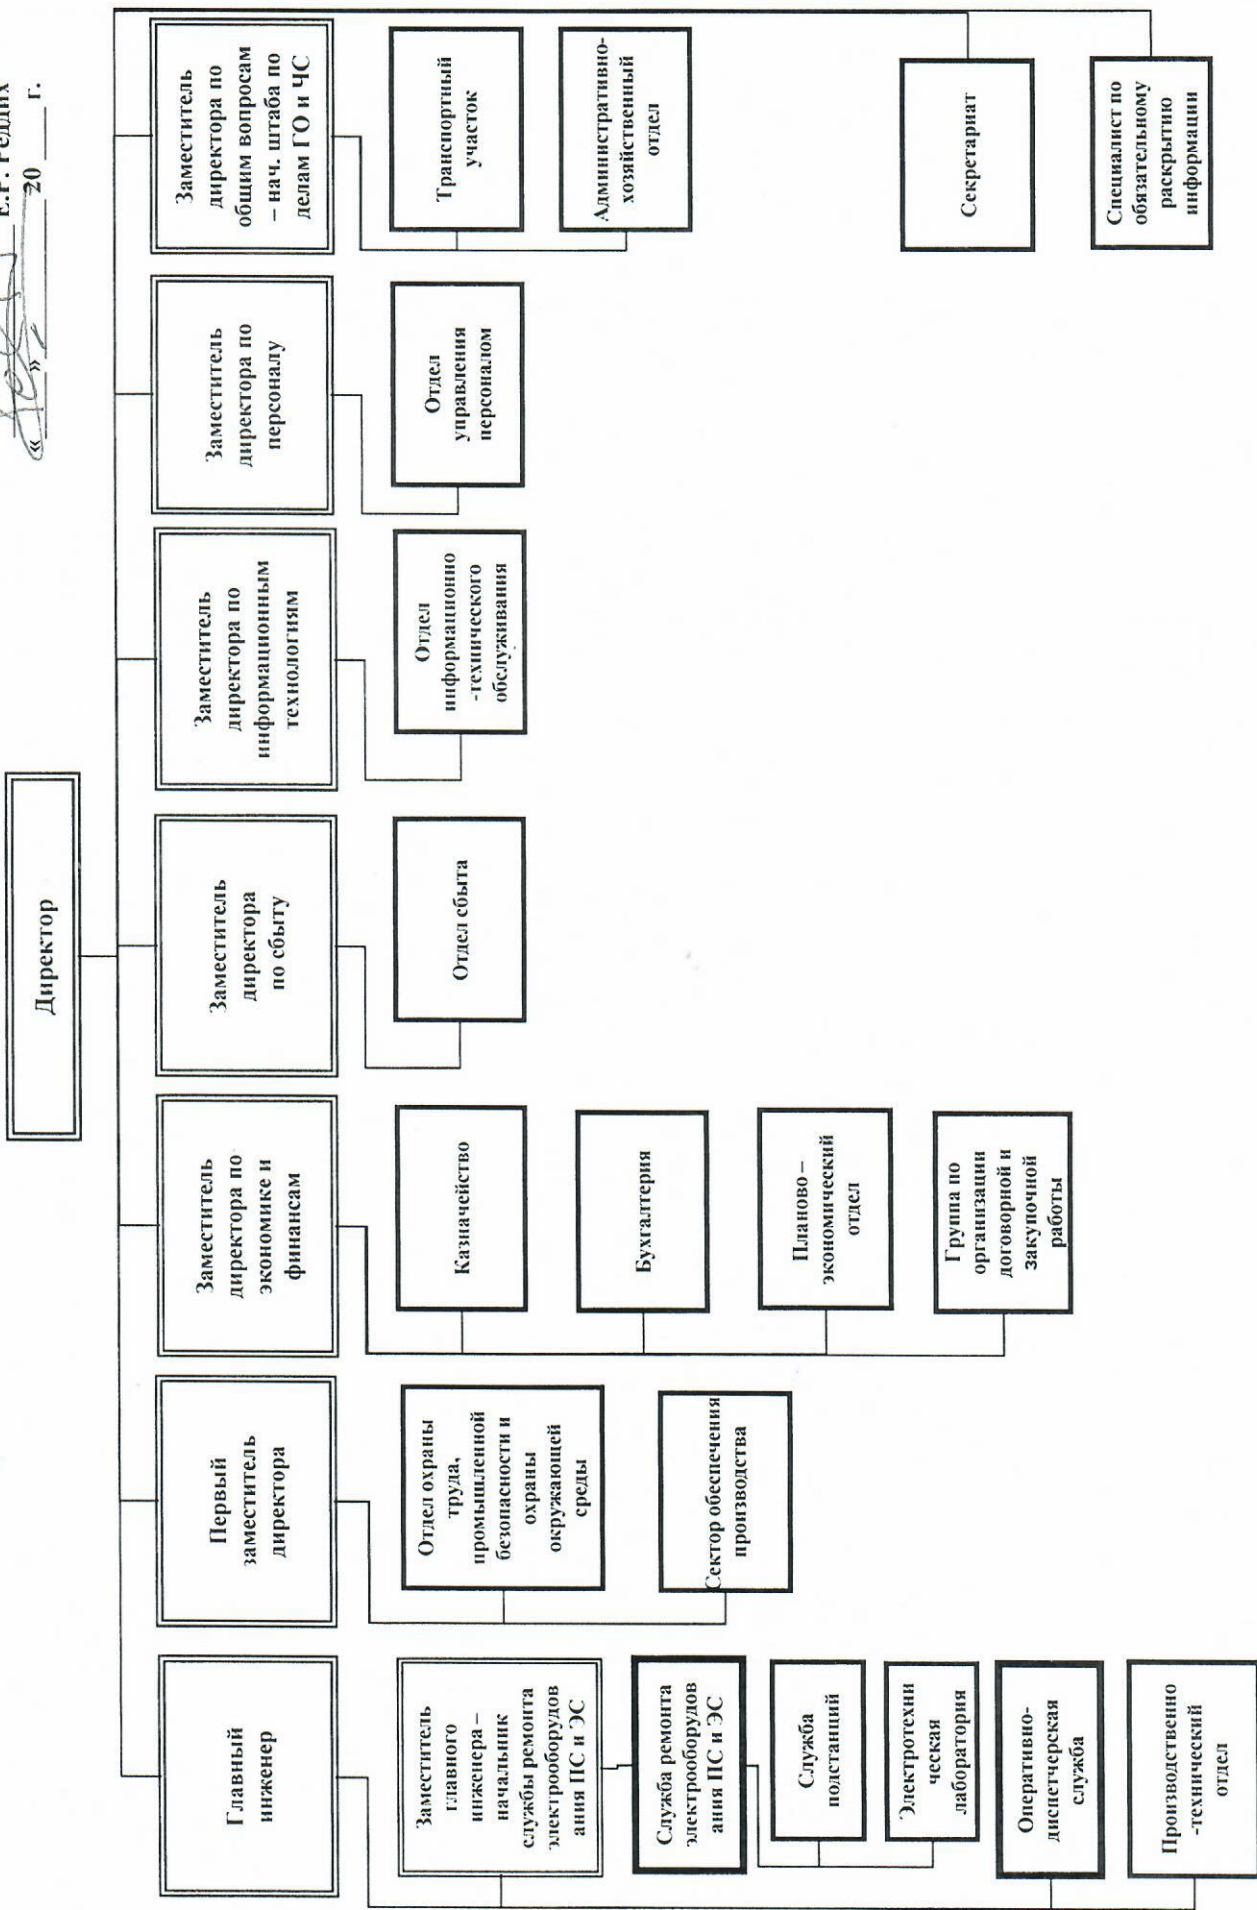 Е.Р. Редлих
« » 20 г.
Директор
Главный
инженер
Первый
заместитель
директора
Заместитель
директора по
экономике и
финансам
Заместитель
директора
по сбыту
Заместитель
директора по
информационным
технологиям
Заместитель
директора по
персоналу
Заместитель
директора по
общим вопросам
– нач. штаба по
делам ГО и ЧС
Заместитель
главного
инженера –
начальник
службы ремонта
электрооборудов
ания ПС и ЭС
Служба ремонта
электрооборудов
ания ПС и ЭС
Служба
подстанций
Электротехни
ческая
лаборатория
Оперативно-
диспетчерская
служба
Производственно
-технический
отдел
Отдел охраны
труда,
промышленной
безопасности и
охраны
окружающей
среды
Сектор обеспечения
производства
Казначейство
Бухгалтерия
Планово –
экономический
отдел
Группа по
организации
договорной и
закупочной
работы
Отдел сбыта
Отдел
информационно
-технического
обслуживания
Отдел
управления
персоналом
Транспортный
участок
Административно-
хозяйственный
отдел
Секретариат
Специалист по
обязательному
раскрытию
информации